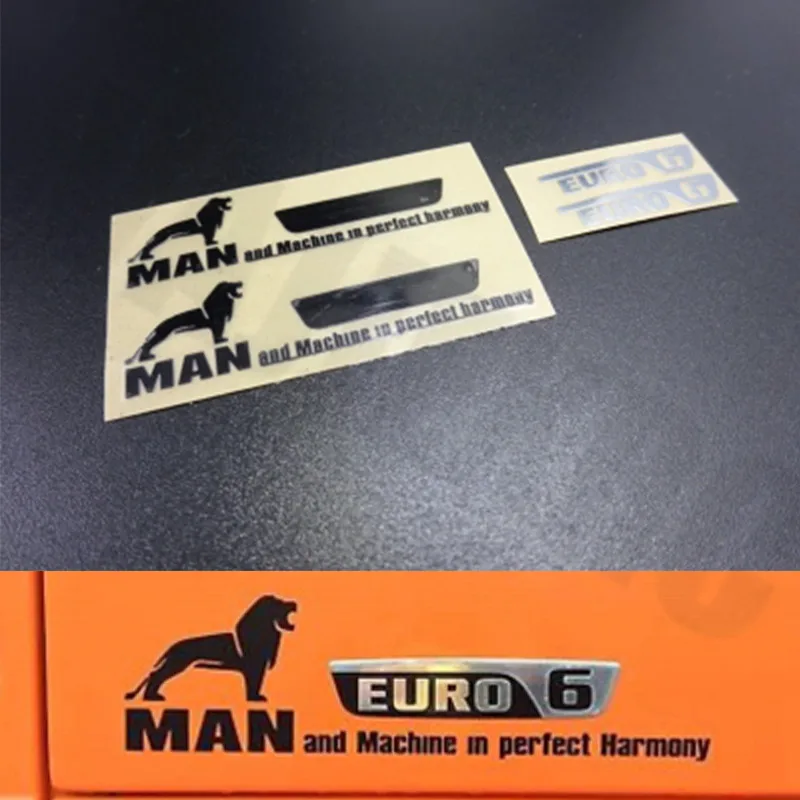 MAN and Machine in perfect harmony
EURO 6
EURO 6
MAN and Machine in perfect harmony
EURO 6
MAN and Machine in perfect Harmony